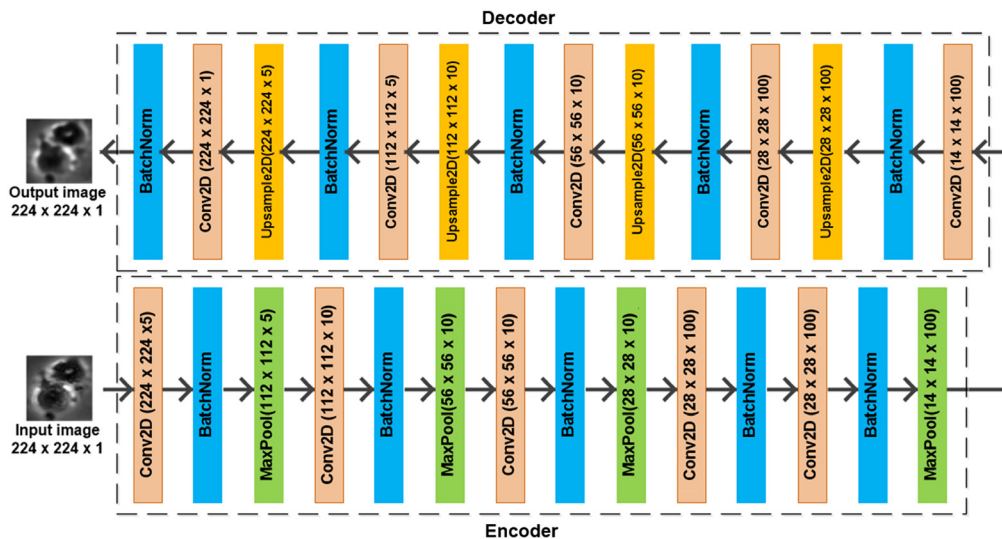 Decoder
BatchNorm
Conv2D (224 x 224 x 1)
Upsample2D(224 x 224 x 5)
BatchNorm
Conv2D (112 x 112 x 5)
Upsample2D(112 x 112 x 10)
BatchNorm
Conv2D (56 x 56 x 10)
Upsample2D(56 x 56 x 10)
BatchNorm
Conv2D (28 x 28 x 100)
Upsample2D(28 x 28 x 100)
BatchNorm
Conv2D (14 x 14 x 100)
Output image
224 x 224 x 1
Conv2D (224 x 224 x5)
BatchNorm
MaxPool(112 x 112 x 5)
Conv2D (112 x 112 x 10)
BatchNorm
MaxPool(56 x 56 x 10)
Conv2D (56 x 56 x 10)
BatchNorm
MaxPool(28 x 28 x 10)
Conv2D (28 x 28 x 100)
BatchNorm
Conv2D (28 x 28 x 100)
BatchNorm
MaxPool(14 x 14 x 100)
Input image
224 x 224 x 1
Encoder